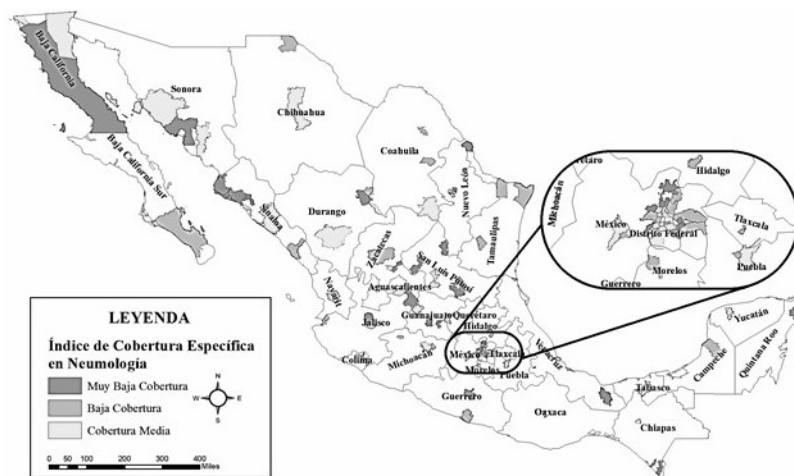 Baja California
Sonora
Chihuahua
Coahuila
Baja California Sur
Sinaloa
Durango
Nuevo León
Tamaulipas
Zacatecas
San Luis Potosí
Nayarit
Aguascalientes
Jalisco
Guanajuato
Querétaro
Hidalgo
Colima
Michoacán
México
Tlaxcala
Morelos
Puebla
Veracruz
Guerrero
Oaxaca
Tabasco
Chiapas
Campeche
Yucatán
Quintana Roo
retaro
Hidalgo
Michoacán
México
Distrito Federal
Tlaxcala
Puebla
Morelos
Guerrero
LEYENDA
Índice de Cobertura Específica
en Neumología
Muy Baja Cobertura
Baja Cobertura
Cobertura Media
N
W E
S
0 50 100 200 300 400
Miles